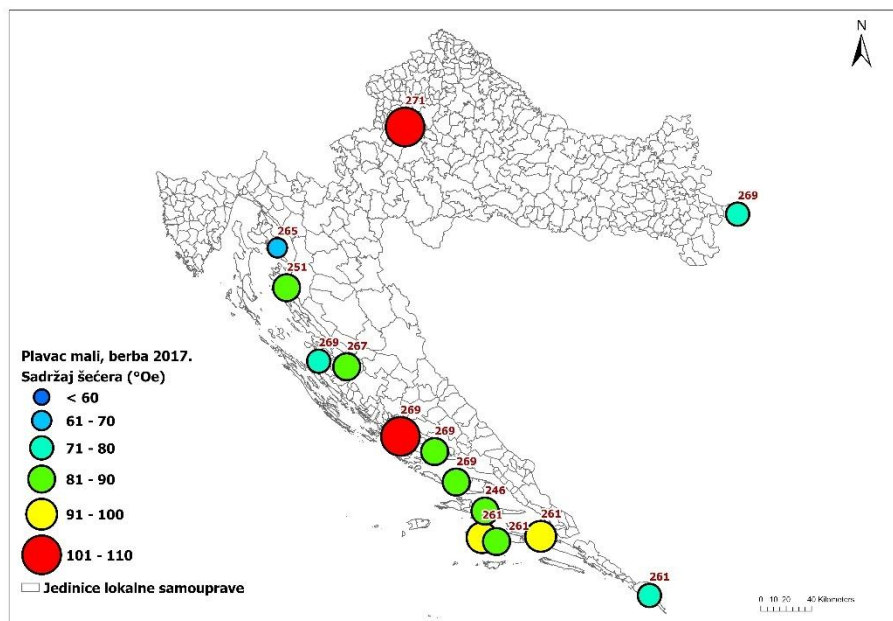 N
271
269
265
251
269
267
269
269
269
246
261
261
261
261
Plavac mali, berba 2017.
Sadržaj šećera (°Oe)
< 60
61 - 70
71 - 80
81 - 90
91 - 100
101 - 110
Jedinice lokalne samouprave
0 10 20 40 Kilometers